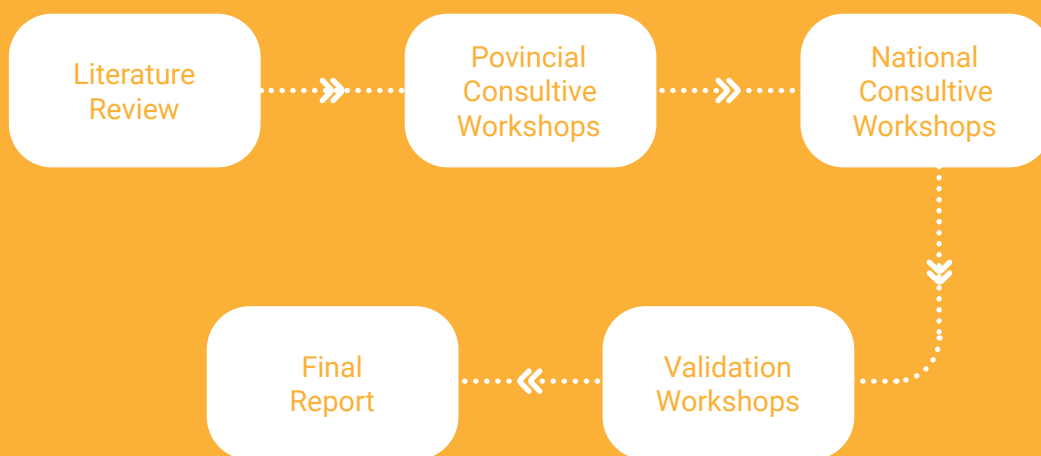 Literature
Review
Povincial
Consultive
Workshops
National
Consultive
Workshops
Validation
Workshops
Final
Report